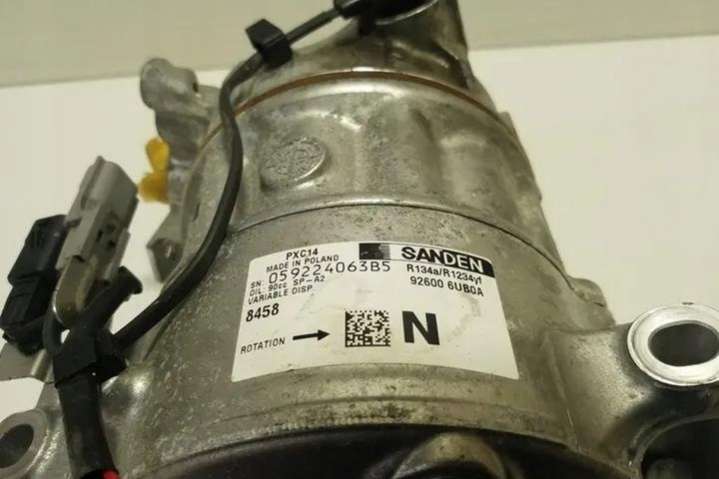 PXC14
MADE IN POLAND
SN: 059224063B5
OIL: 90cc SP-A2
VARIABLE DISP.
8458
ROTATION
SANDEN
R134a/R1234yf
92600 6UB0A
N